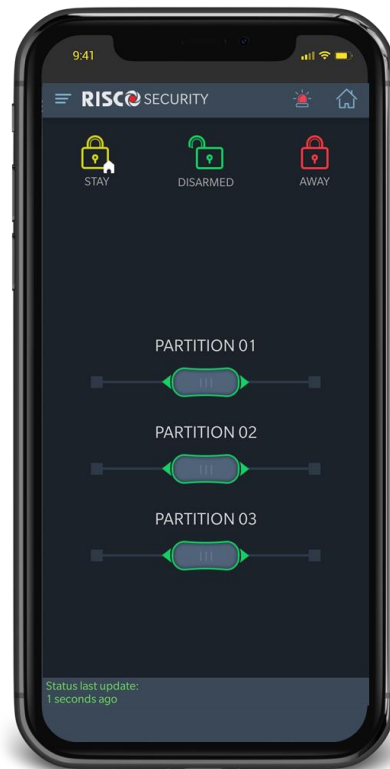 9:41
RISCO SECURITY
STAY
DISARMED
AWAY
PARTITION 01
PARTITION 02
PARTITION 03
Status last update:
1 seconds ago